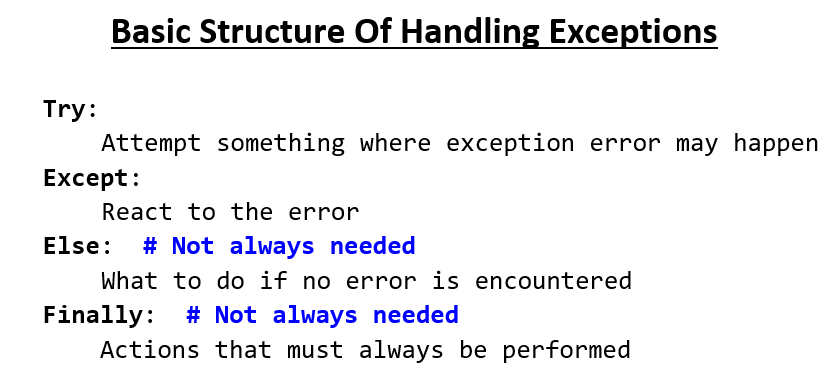 Basic Structure Of Handling Exceptions
Try:
Attempt something where exception error may happen
Except:
React to the error
Else: # Not always needed
What to do if no error is encountered
Finally: # Not always needed
Actions that must always be performed